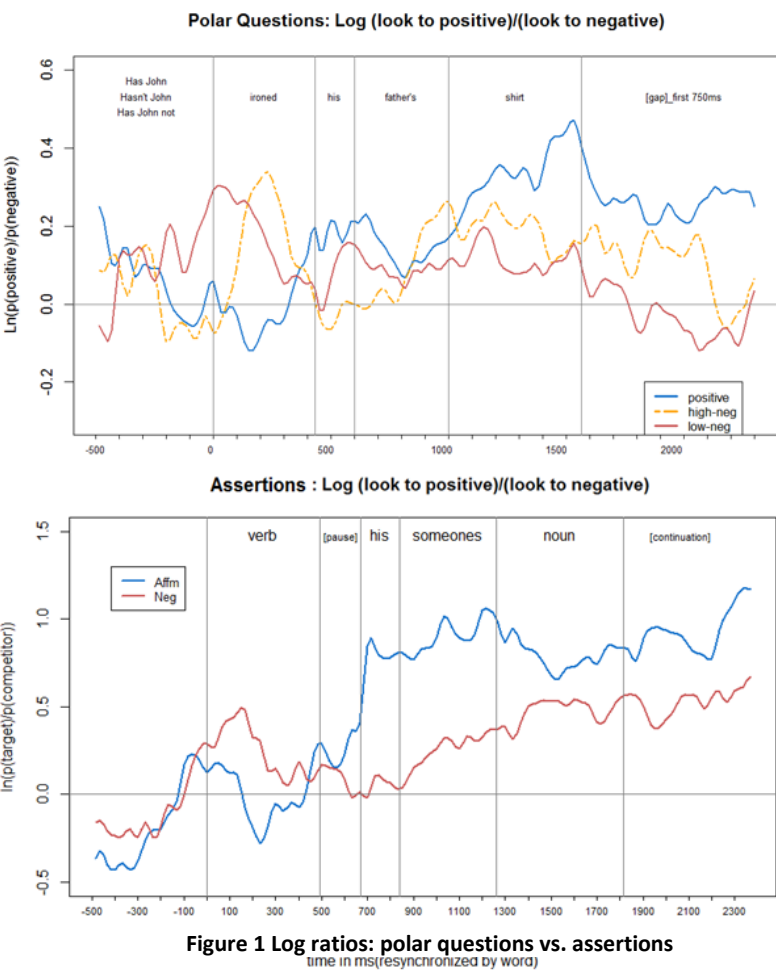 Polar Questions: Log (look to positive)/(look to negative)
Ln(p(positive)/p(negative))
0.6
0.4
0.2
0.0
-0.2
Has John
Hasn't John
Has John not
ironed
his
father's
shirt
[gap]_first 750ms
positive
high-neg
low-neg
-500 0 500 1000 1500 2000
Assertions : Log (look to positive)/(look to negative)
ln(p(target)/p(competitor))
1.5
1.0
0.5
0.0
-0.5
verb
[pause]
his
someones
noun
[continuation]
Affm
Neg
-500 -300 -100 100 300 500 700 900 1100 1300 1500 1700 1900 2100 2300
Figure 1 Log ratios: polar questions vs. assertions
time in ms(resynchronized by word)